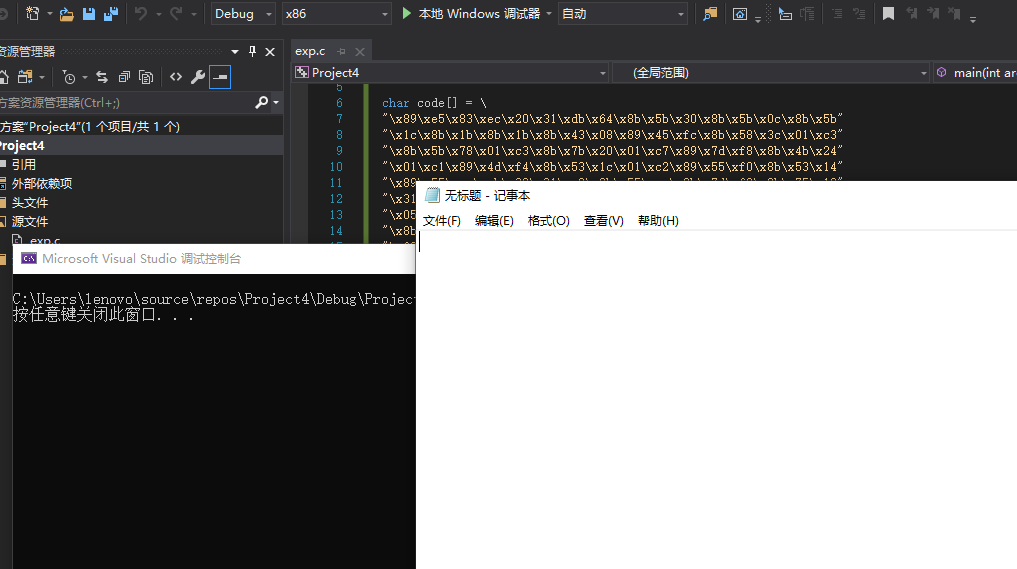 Debug x86 本地 Windows 调试器 自动
资源管理器
exp.c
Project4 (全局范围) main(int ar
方案资源管理器(Ctrl+;)
方案"Project4"(1 个项目/共 1 个)
Project4
引用
外部依赖项
头文件
源文件
exp.c
6 char code[] = \
7 "\x89\xe5\x83\xec\x20\x31\xdb\x64\x8b\x5b\x30\x8b\x5b\x0c\x8b\x5b"
8 "\x1c\x8b\x1b\x8b\x1b\x8b\x43\x08\x89\x45\xfc\x8b\x58\x3c\x01\xc3"
9 "\x8b\x5b\x78\x01\xc3\x8b\x7b\x20\x01\xc7\x89\x7d\xf8\x8b\x4b\x24"
10 "\x01\xc1\x89\x4d\xf4\x8b\x53\x1c\x01\xc2\x89\x55\xf0\x8b\x53\x14"
11 "\x89
12 "\x31
13 "\x05
14 "\x8b
无标题 - 记事本
文件(F) 编辑(E) 格式(O) 查看(V) 帮助(H)
Microsoft Visual Studio 调试控制台
C:\Users\lenovo\source\repos\Project4\Debug\Project
按任意键关闭此窗口. . .